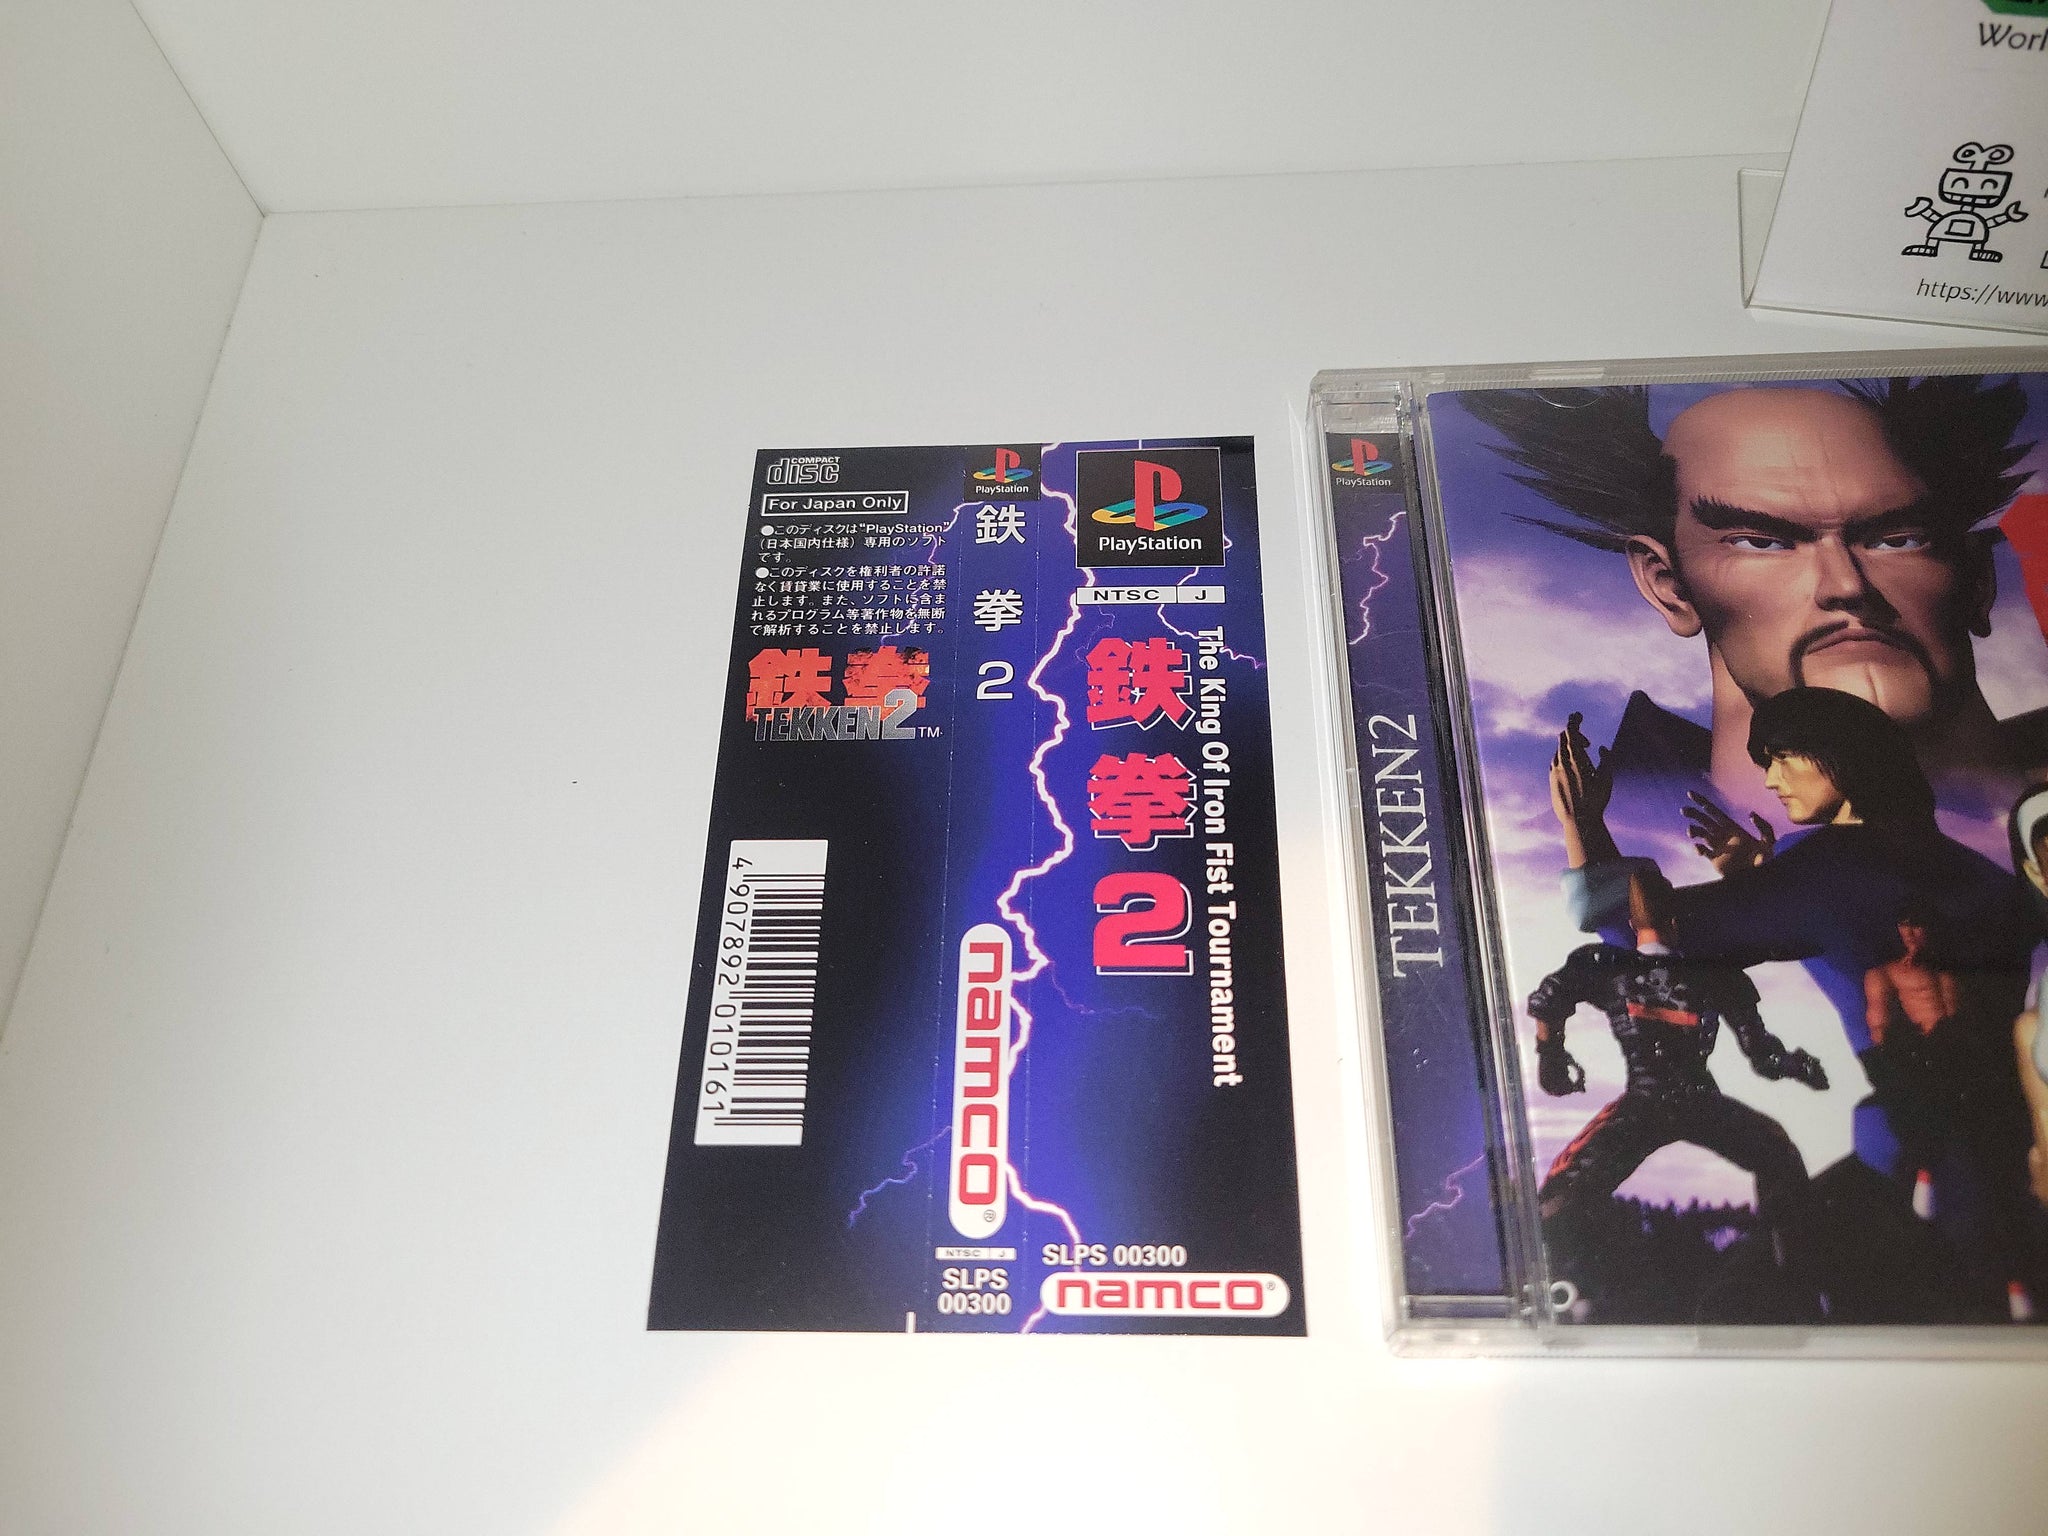 Worl
https://www
COMPACT
disc
For Japan Only
●このディスクは“PlayStation”
(日本国内仕様)専用のソフト
です。
●このディスクを権利者の許諾
なく賃貸業に使用することを禁
止します。また、ソフトに含ま
れるプログラム等著作物を無断
で解析することを禁止します。
鉄拳
TEKKEN2 TM
4 907892 010161
PlayStation
鉄拳2
namco®
NTSC J
SLPS
00300
PlayStation
NTSC J
鉄拳2
The King Of Iron Fist Tournament
SLPS 00300
namco®
PlayStation
TEKKEN2